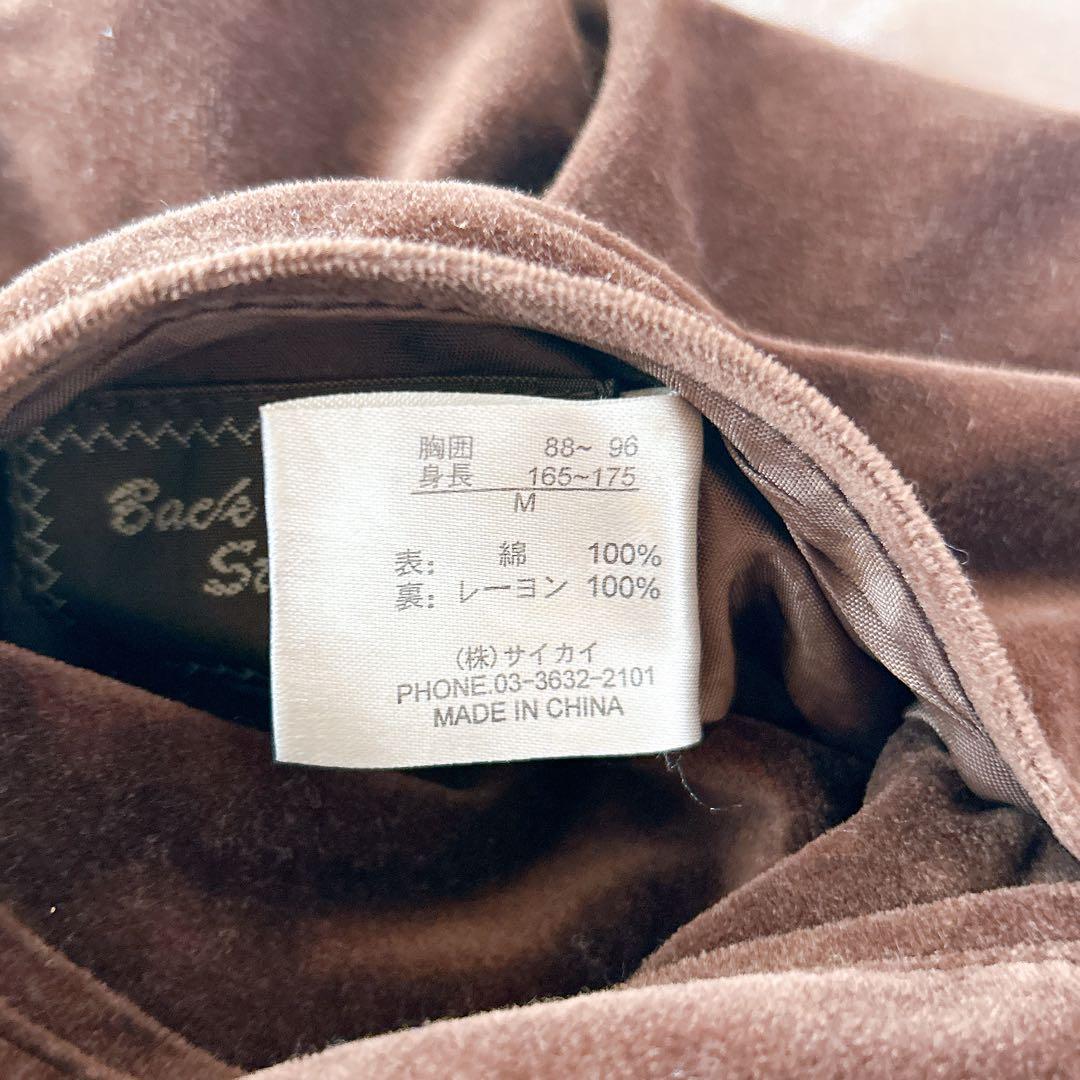 Back
胸囲 88~ 96
身長 165~175
M
表: 綿 100%
裏: レーヨン 100%
(株)サイカイ
PHONE.03-3632-2101
MADE IN CHINA